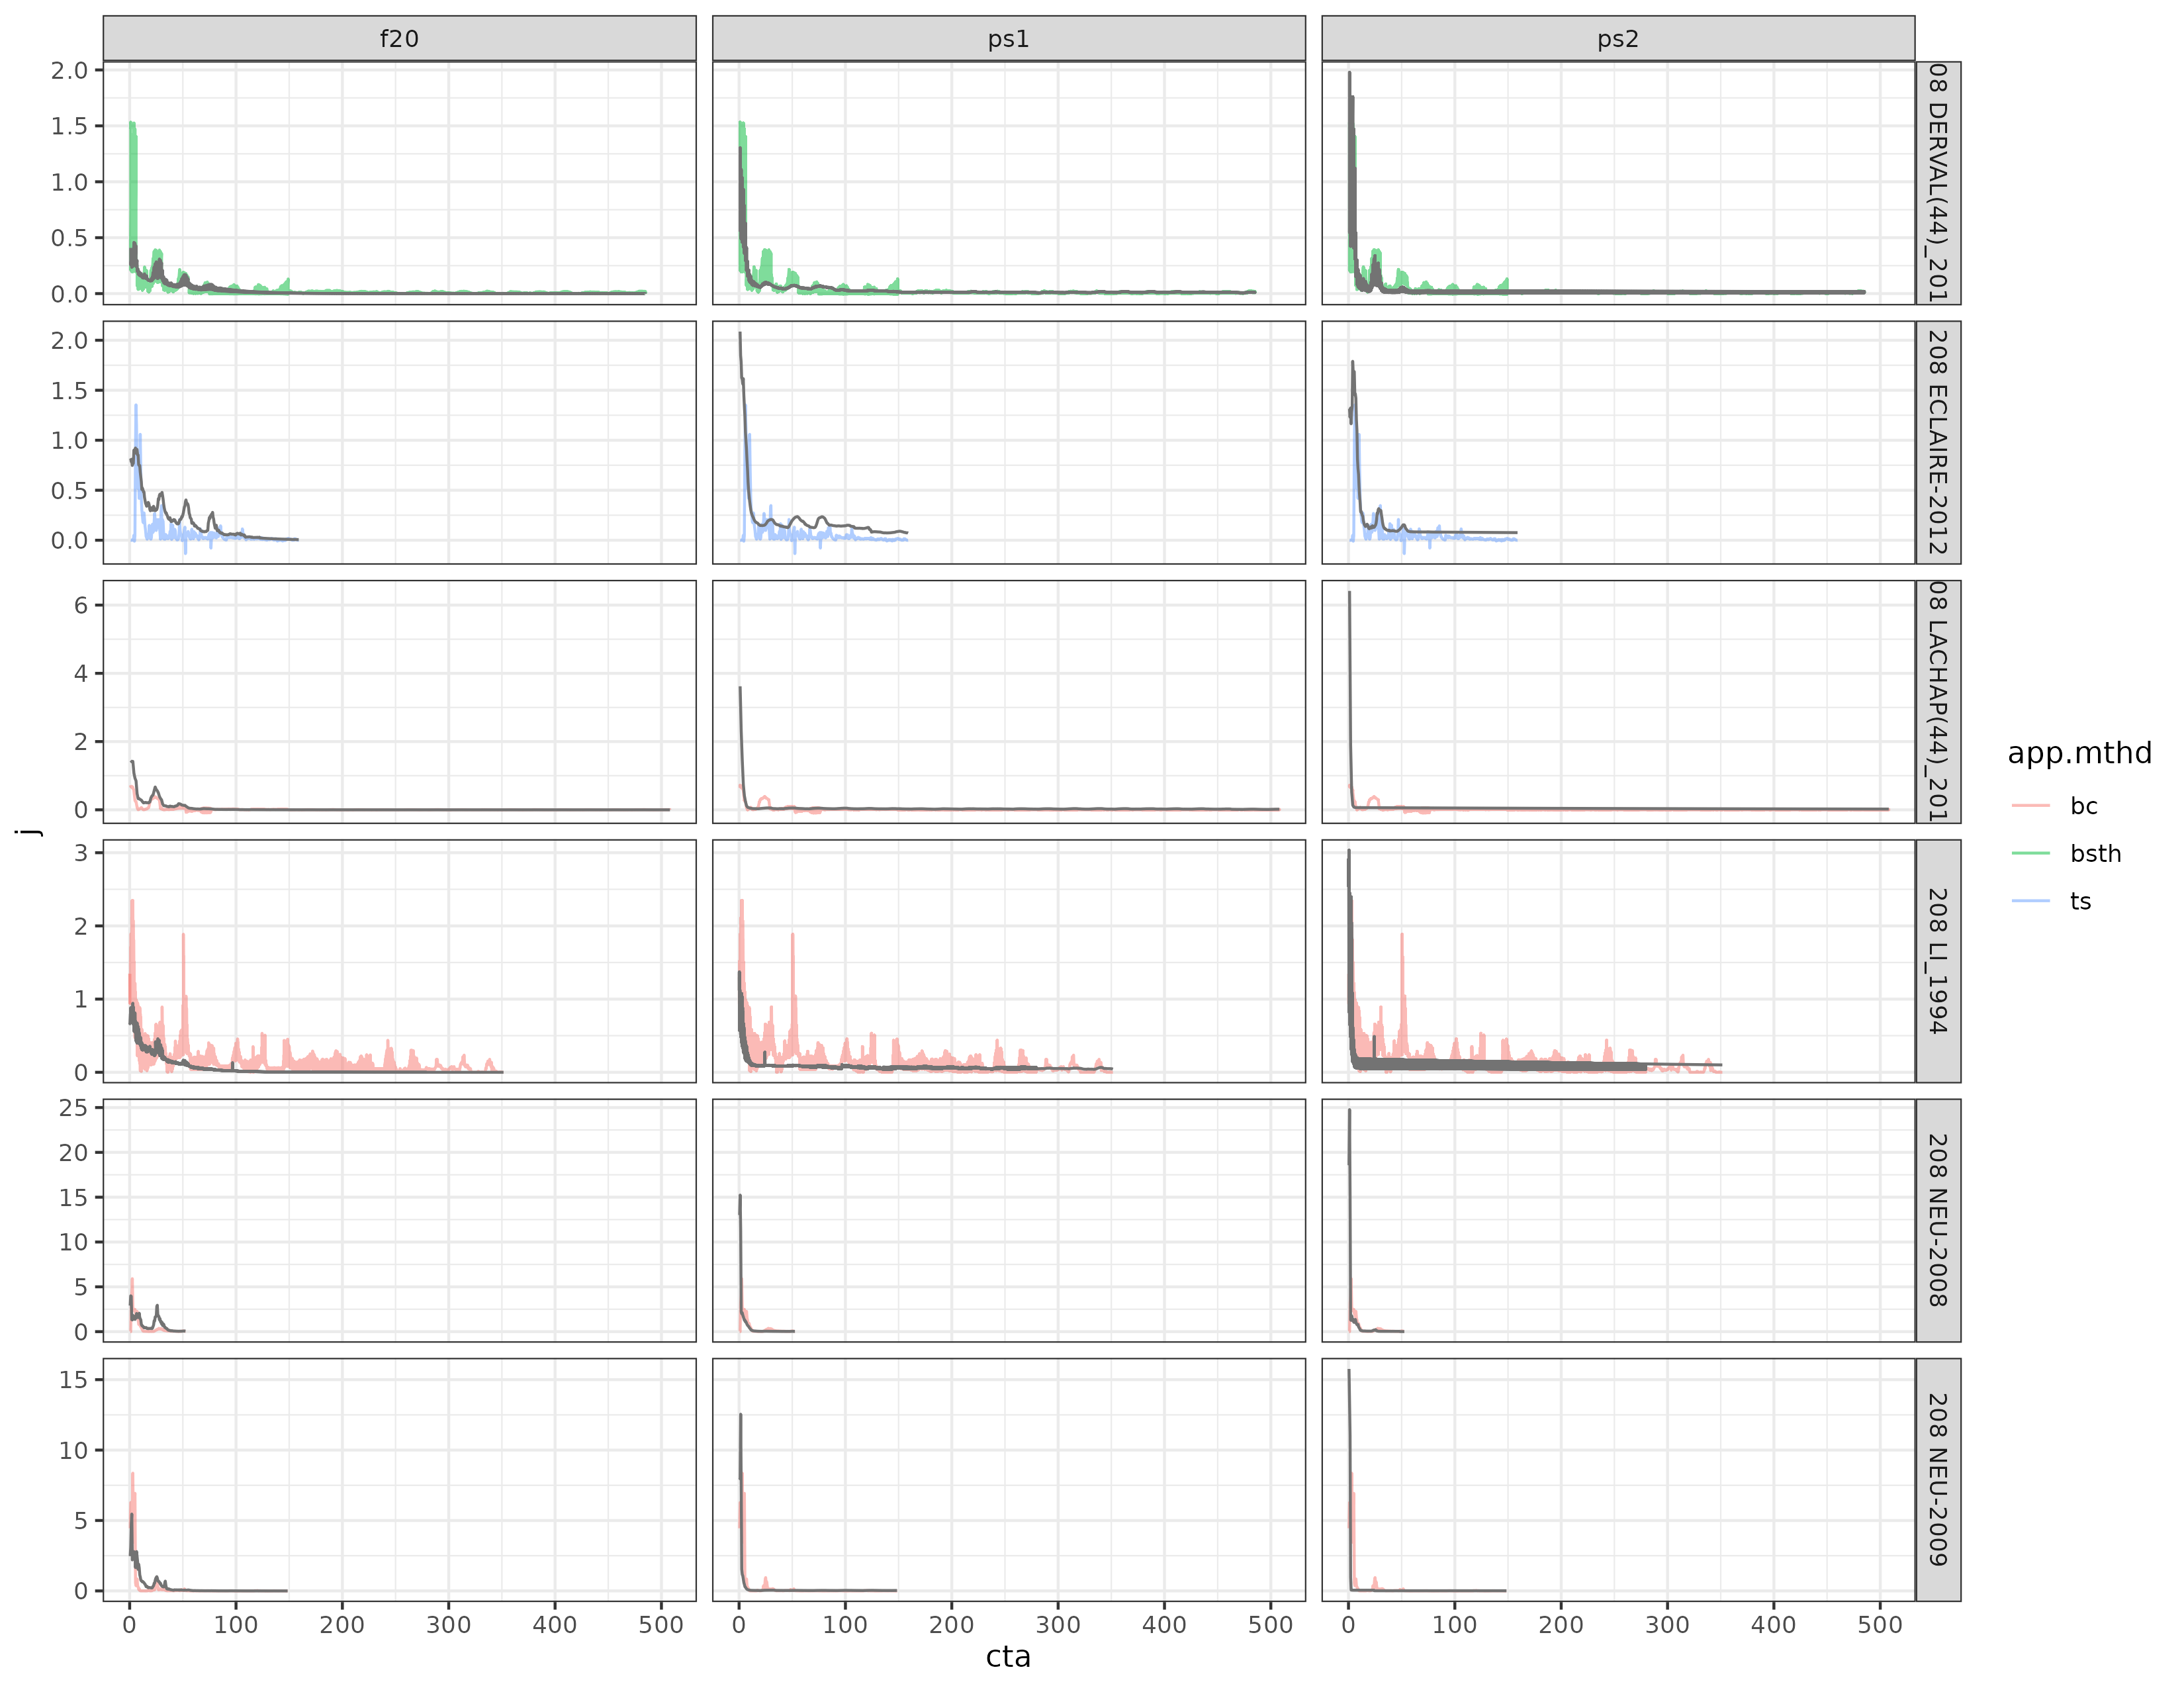 f20 ps1 ps2
2.0
1.5
1.0
0.5
0.0
08 DERVAL(44)_201
2.0
1.5
1.0
0.5
0.0
208 ECLAIRE-2012
6
4
2
0
08 LACHAP(44)_201
3
2
1
0
208 LI_1994
25
20
15
10
5
0
208 NEU-2008
15
10
5
0
208 NEU-2009
0 100 200 300 400 500 0 100 200 300 400 500 0 100 200 300 400 500
cta
j
app.mthd
bc
bsth
ts